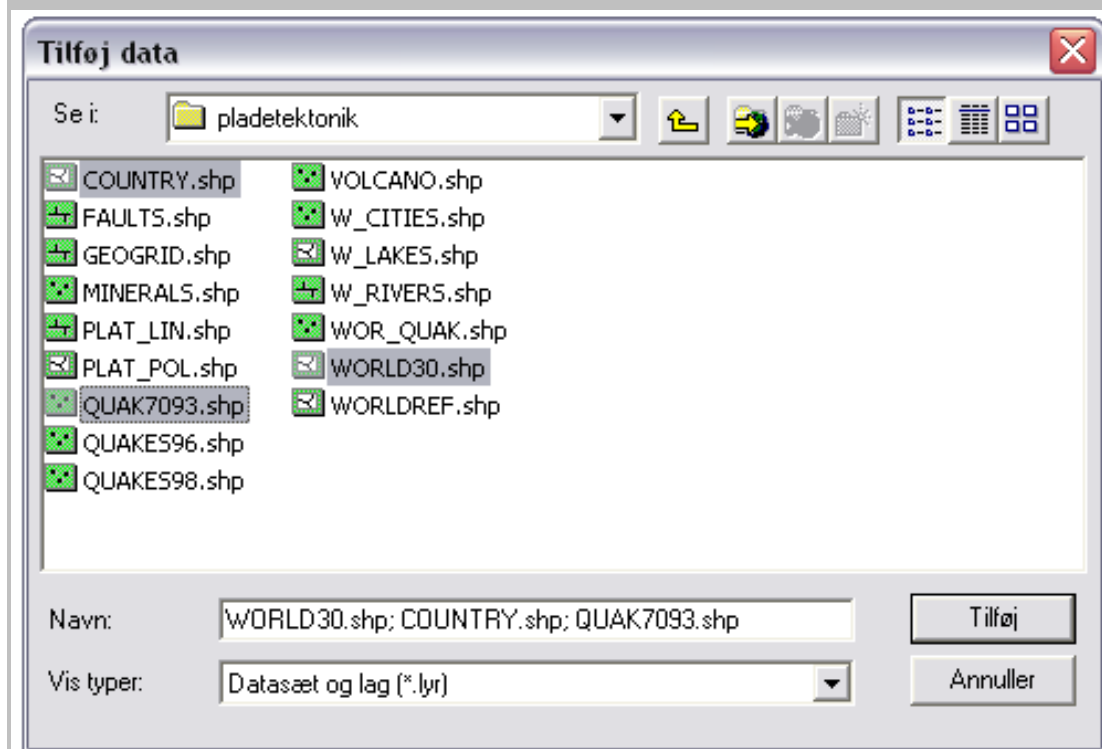 Tilføj data
Se i: pladetektonik
COUNTRY.shp
FAULTS.shp
GEOGRID.shp
MINERALS.shp
PLAT_LIN.shp
PLAT_POL.shp
QUAK7093.shp
QUAKES96.shp
QUAKES98.shp
VOLCANO.shp
W_CITIES.shp
W_LAKES.shp
W_RIVERS.shp
WOR_QUAK.shp
WORLD30.shp
WORLDREF.shp
Navn: WORLD30.shp; COUNTRY.shp; QUAK7093.shp Tilføj
Vis typer: Datasæt og lag (*.lyr) Annuller